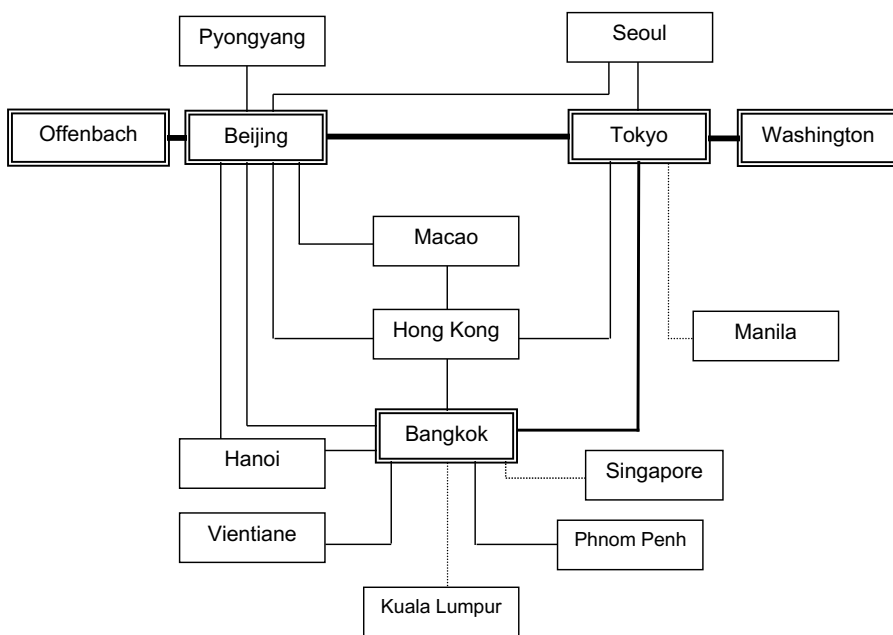 Pyongyang
Seoul
Offenbach
Beijing
Tokyo
Washington
Macao
Hong Kong
Manila
Bangkok
Hanoi
Singapore
Vientiane
Phnom Penh
Kuala Lumpur